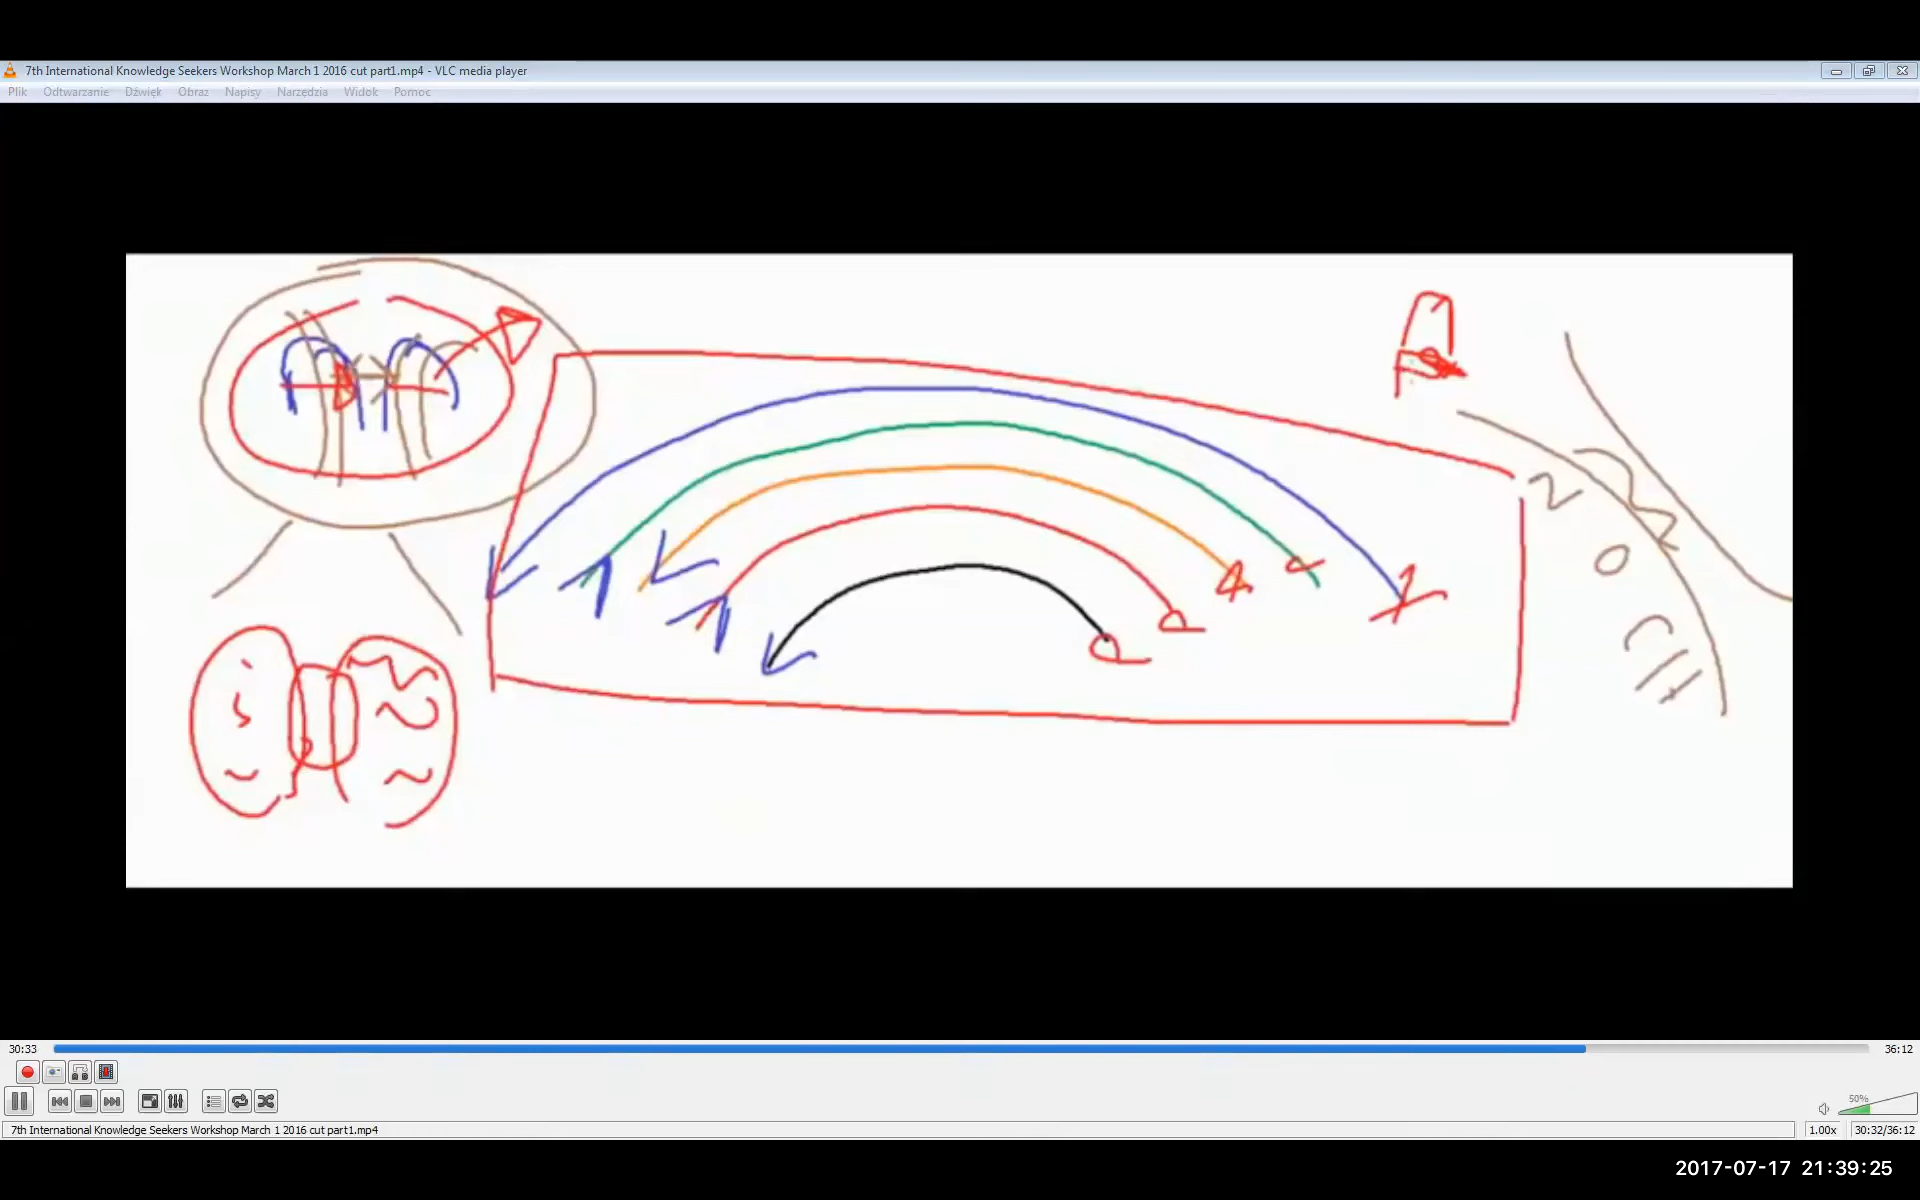 7th International Knowledge Seekers Workshop March 1 2016 cut part1.mp4 - VLC media player
Plik Odtwarzanie Dźwięk Obraz Napisy Narzędzia Widok Pomoc
30:33 36:12
50%
7th International Knowledge Seekers Workshop March 1 2016 cut part1.mp4 1.00x 30:32/36:12
2017-07-17 21:39:25